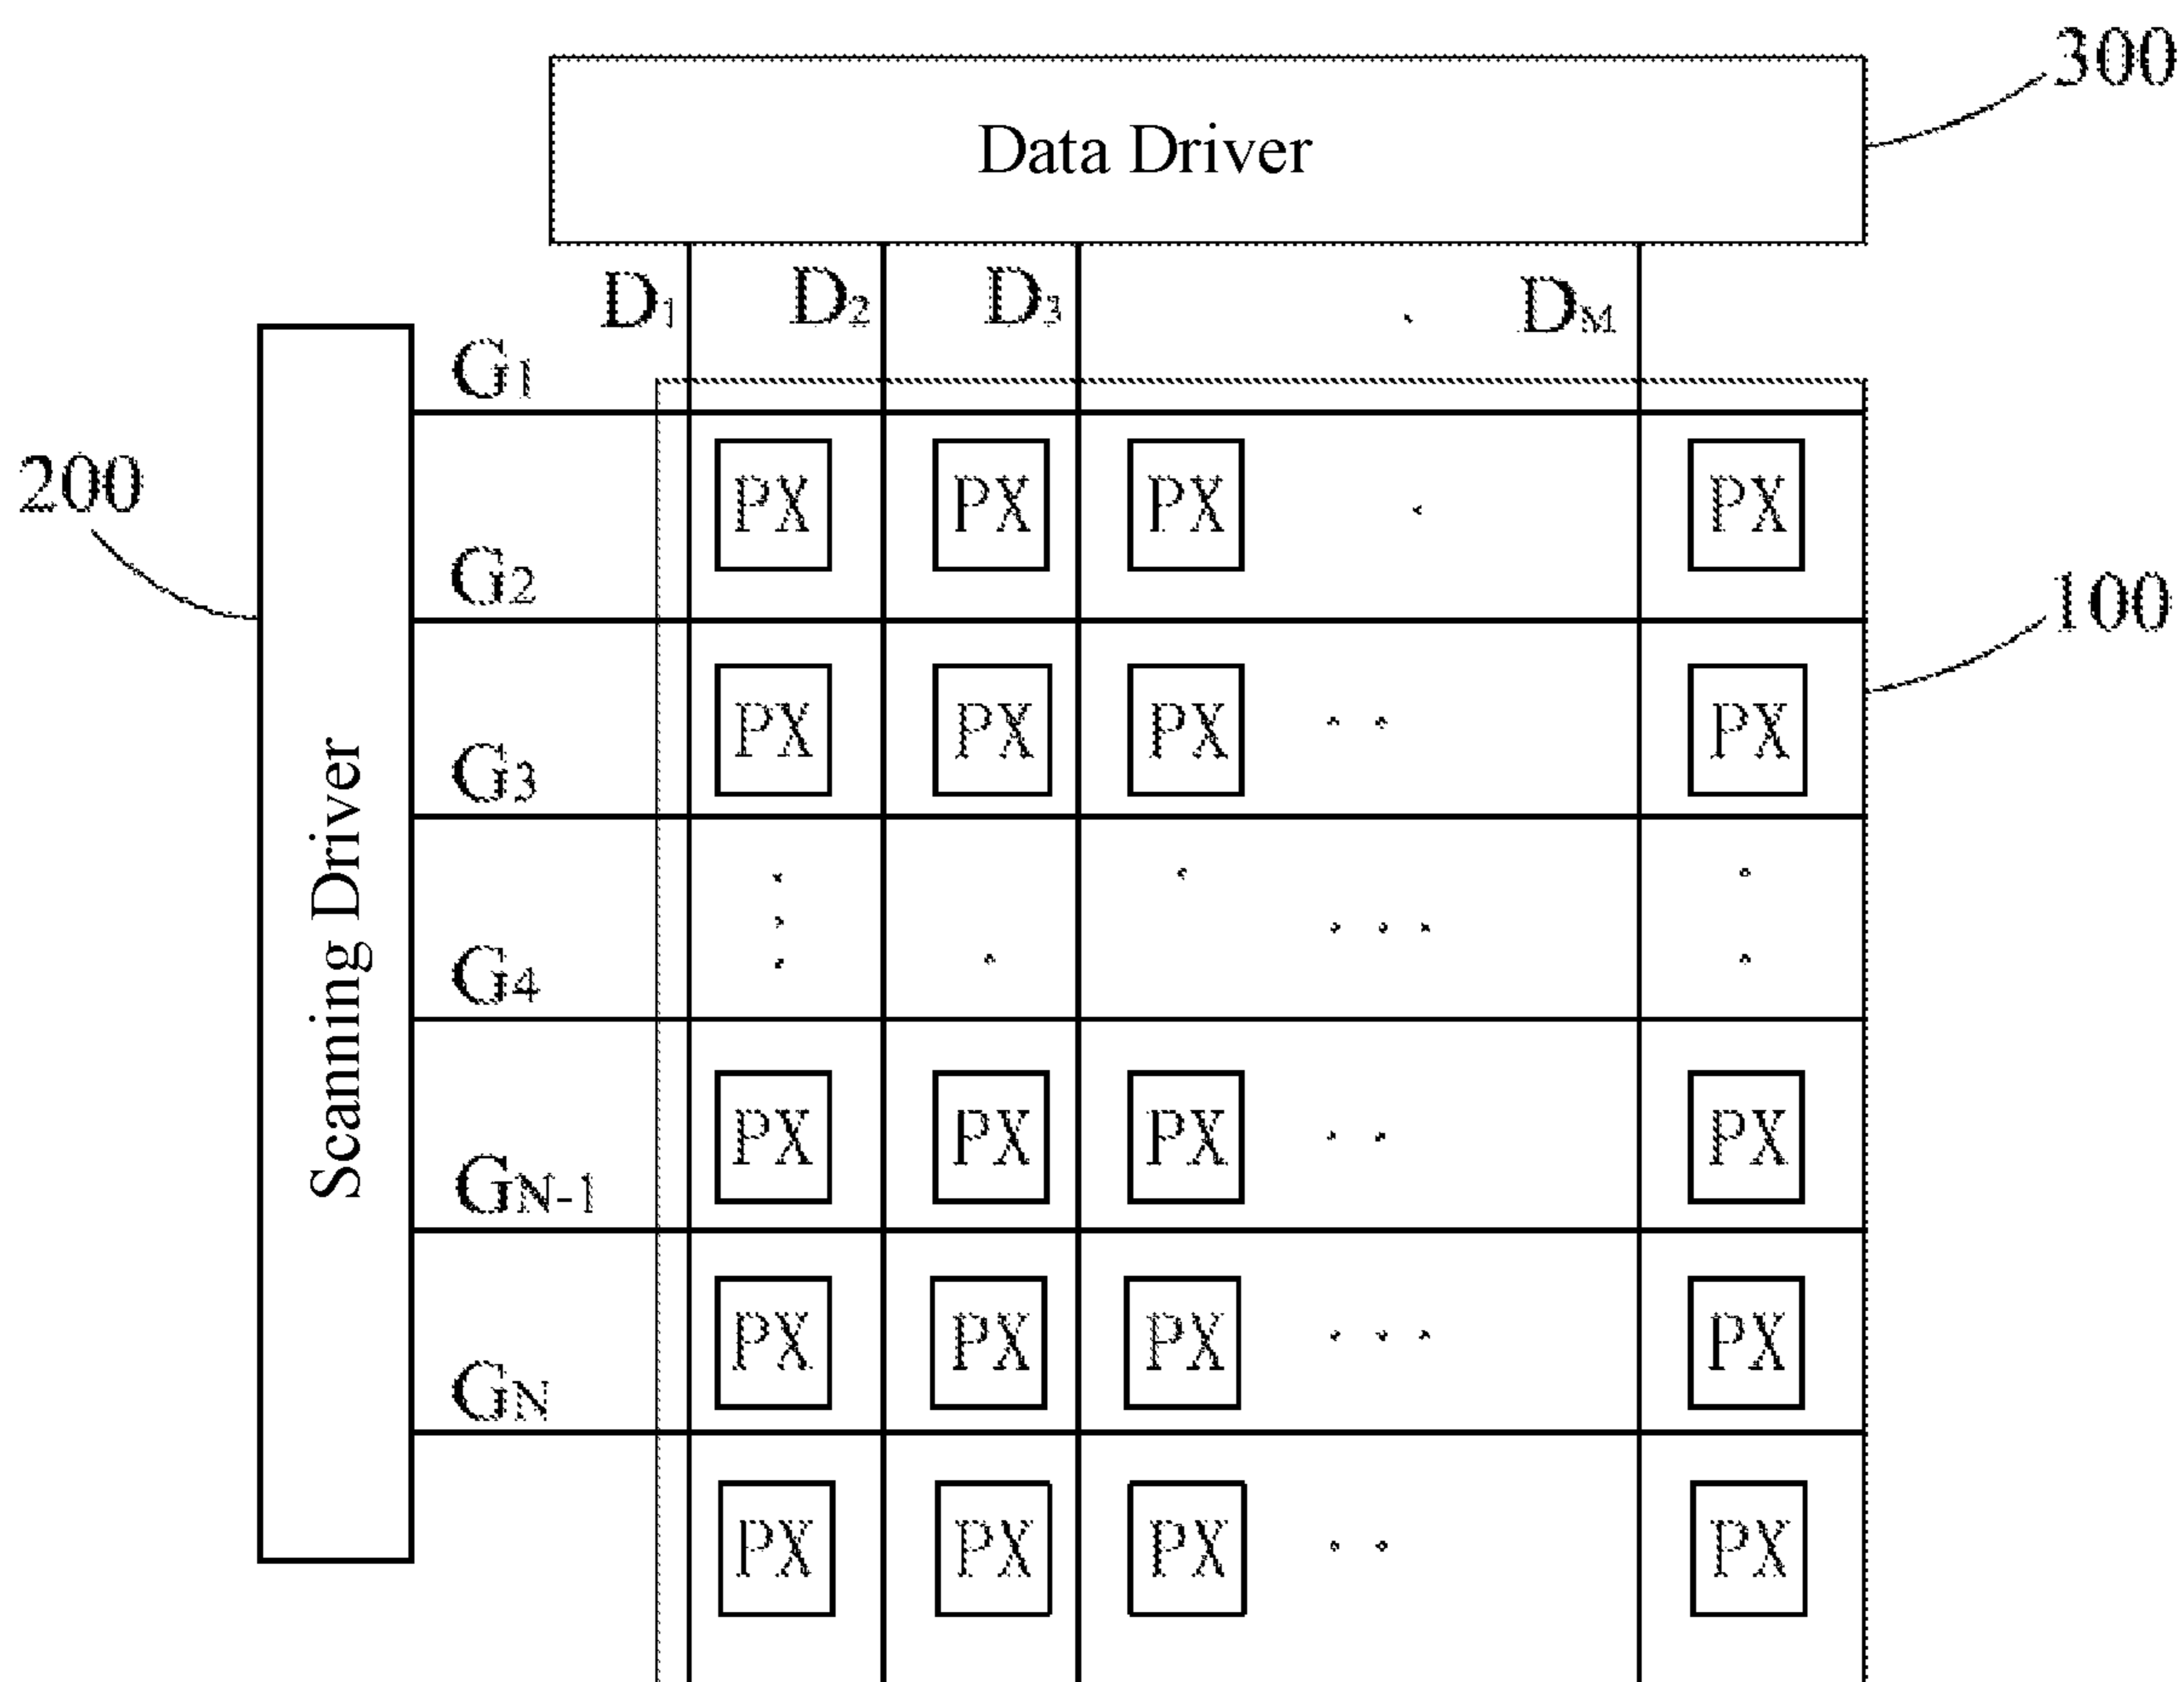 300
Data Driver
D1 D2 D3 DM
G1
200
PX PX PX PX
G2
100
PX PX PX PX
G3
Scanning Driver
G4
PX PX PX PX
GN-1
PX PX PX PX
GN
PX PX PX PX